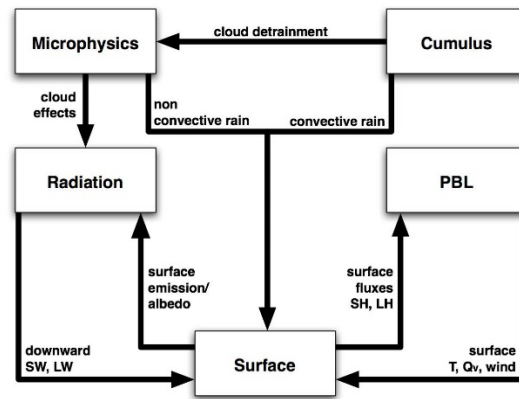 cloud detrainment
Microphysics
Cumulus
cloud
effects
non
convective rain
convective rain
Radiation
PBL
surface
emission/
albedo
surface
fluxes
SH, LH
downward
SW, LW
Surface
surface
T, Qv, wind